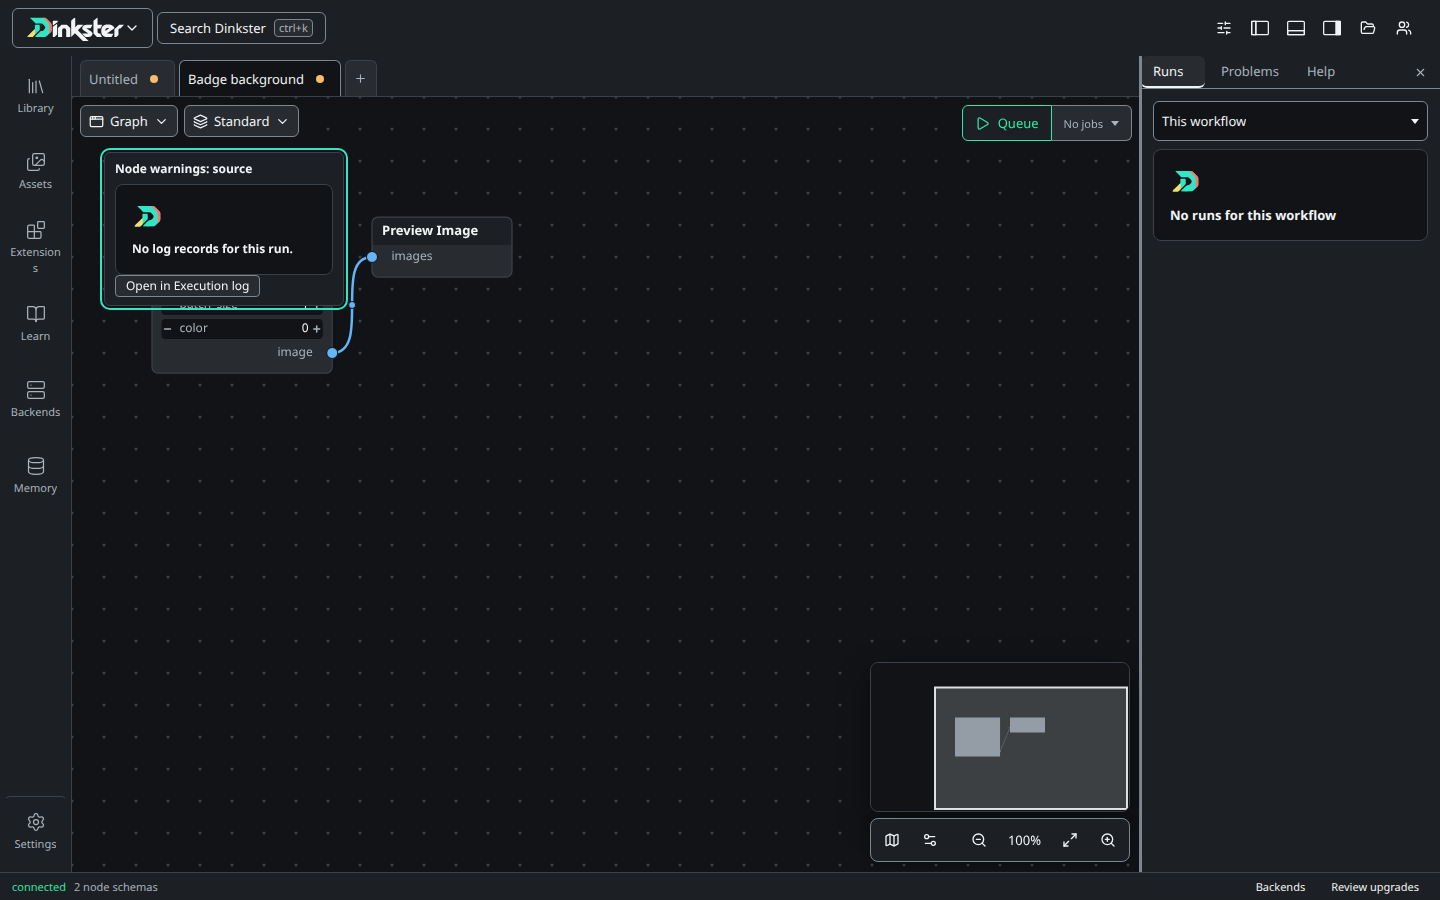 Dinkster
Search Dinkster ctrl+k
Library
Assets
Extension
s
Learn
Backends
Memory
Settings
Untitled
Badge background
+
Graph
Standard
Queue
No jobs
Node warnings: source
No log records for this run.
Open in Execution log
color 0
image
Preview Image
images
100%
Runs
Problems
Help
This workflow
No runs for this workflow
connected
2 node schemas
Backends
Review upgrades